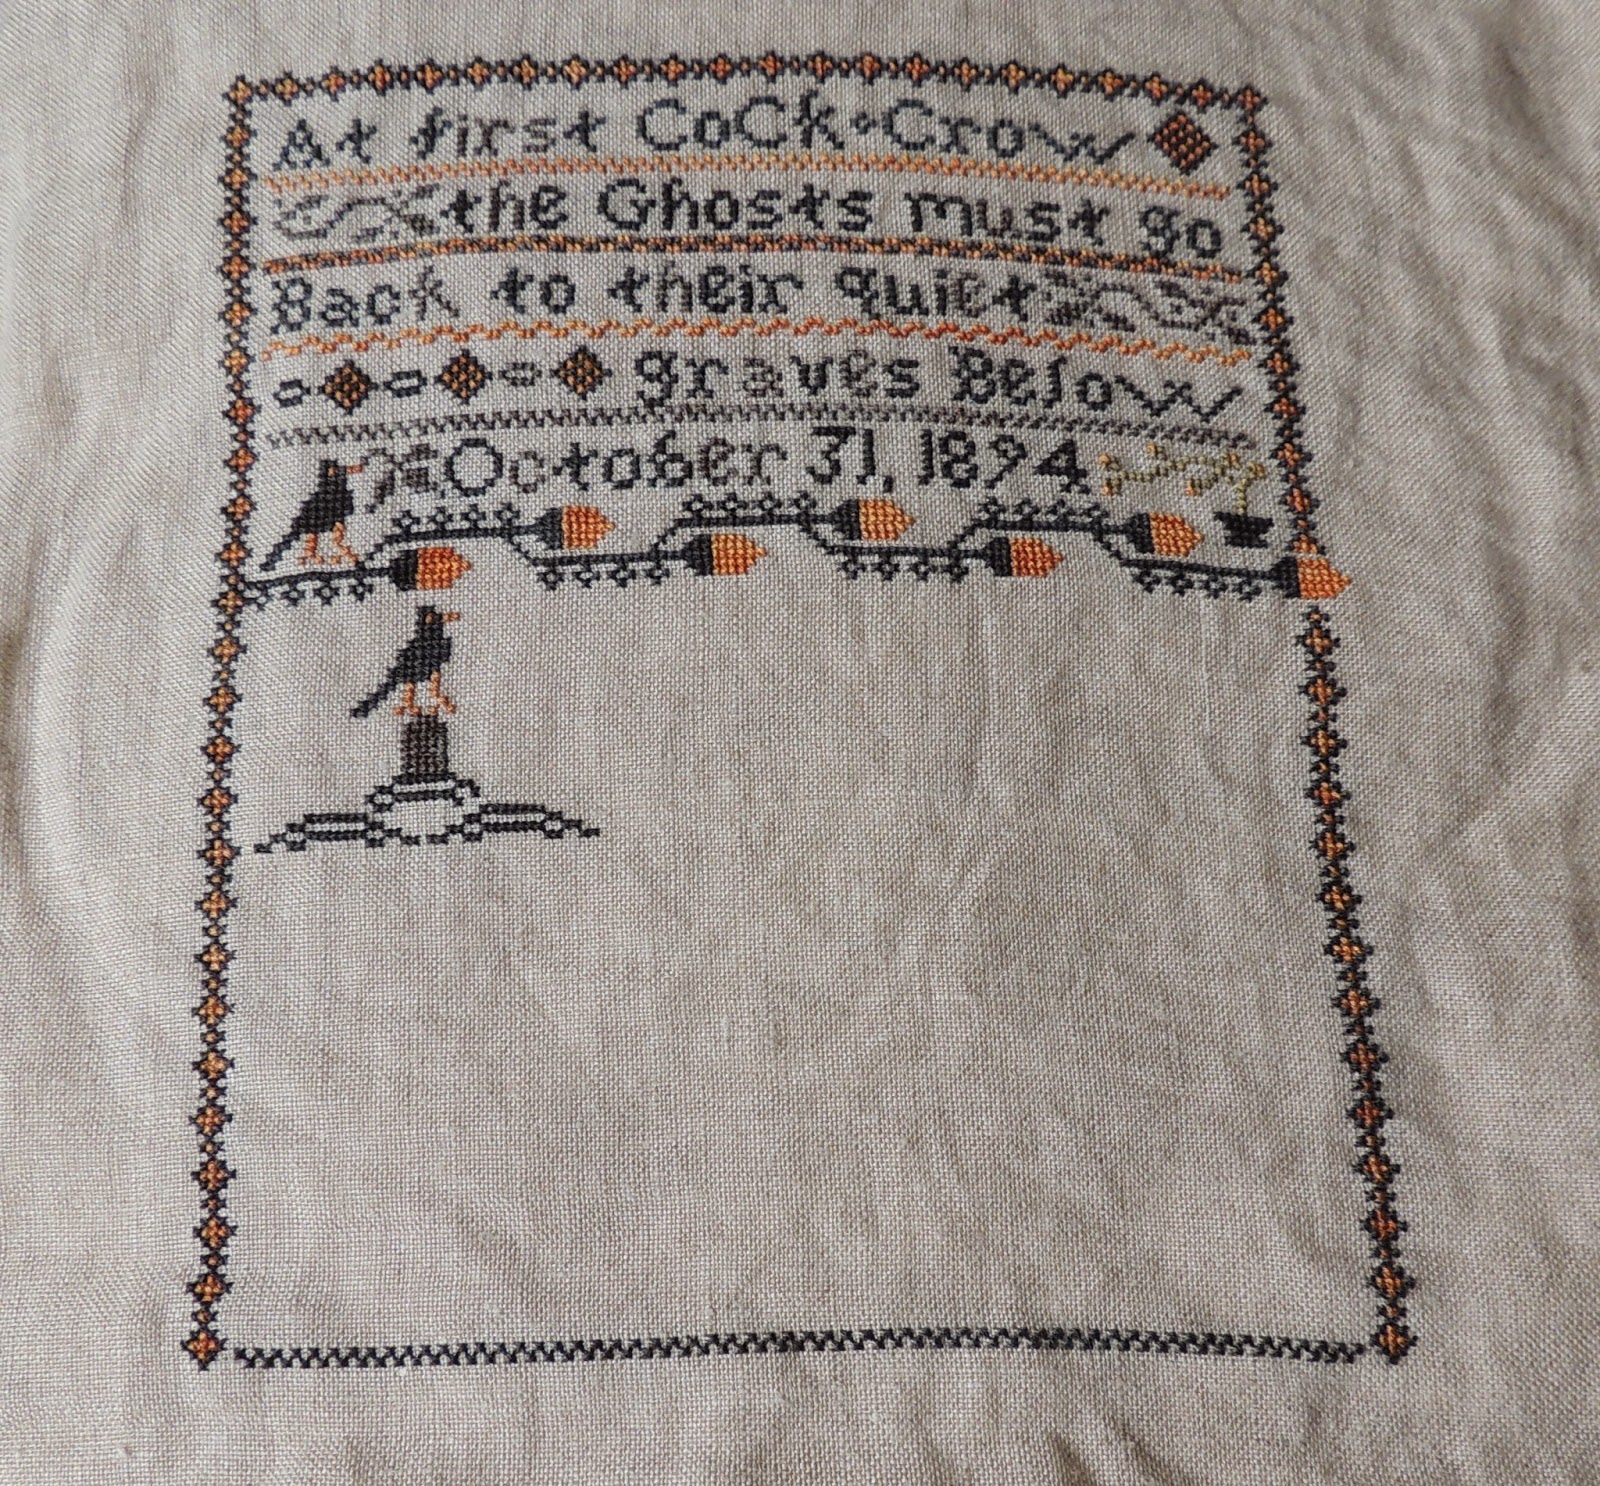 At first CoCk-Crow
the Ghosts must go
Back to their quiet
graves Below
October 31, 1894